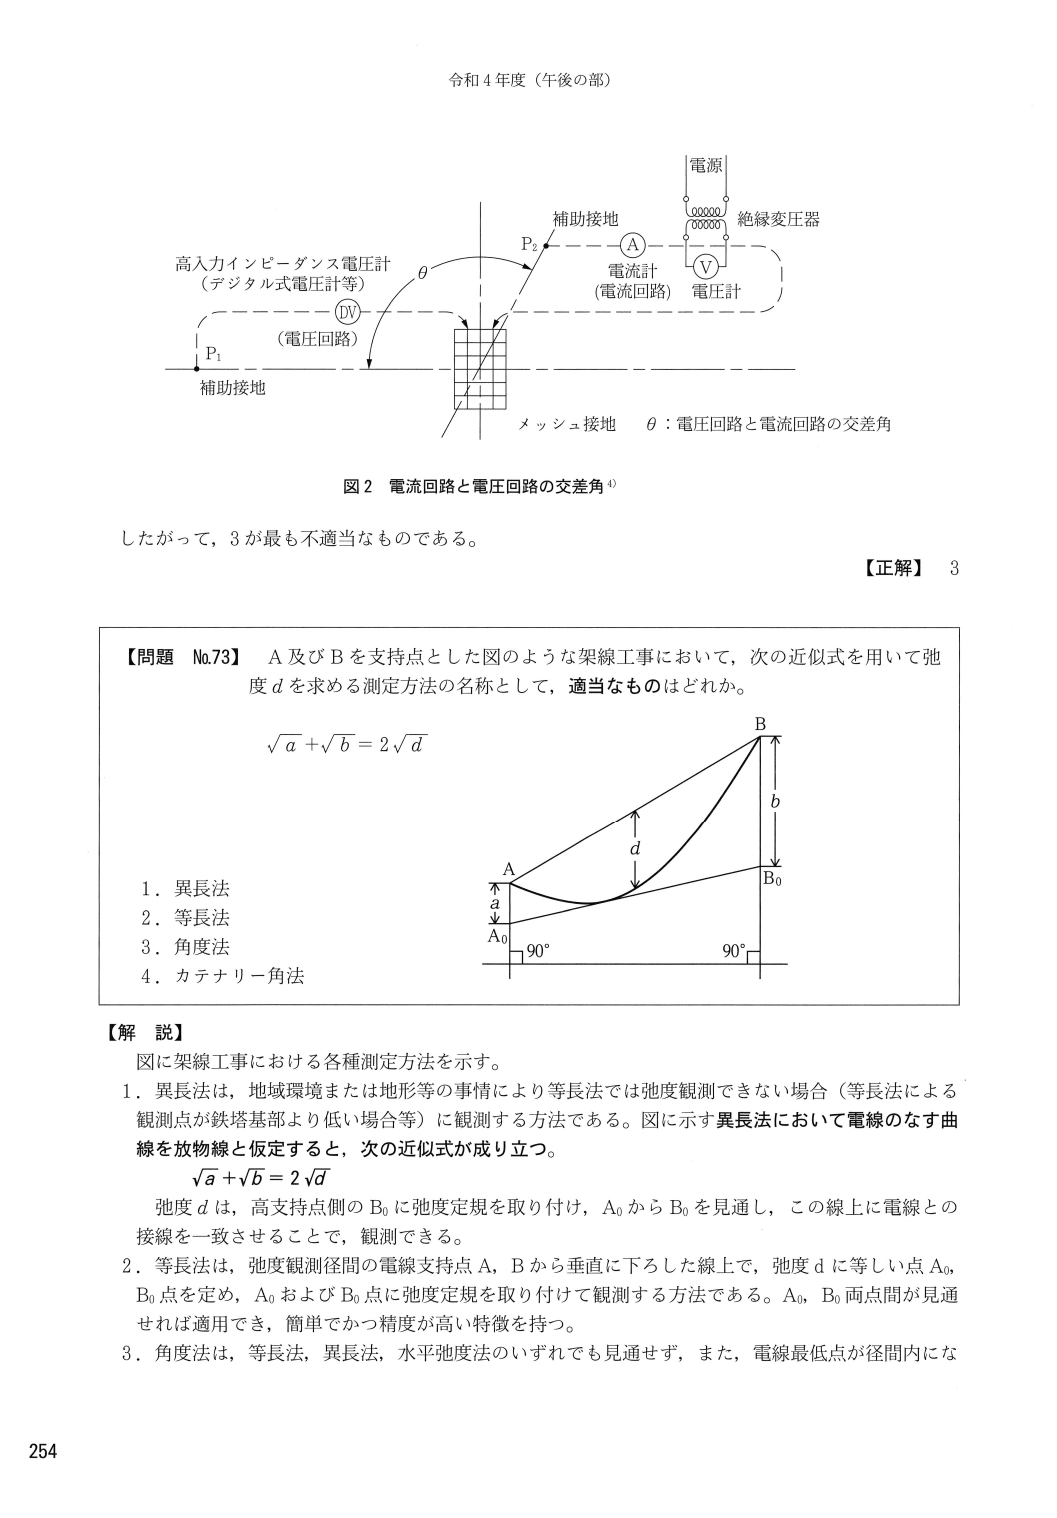 令和4年度（午後の部）
電源
補助接地
絶縁変圧器
P₂
A
高入力インピーダンス電圧計
（デジタル式電圧計等）
θ
電流計
(電流回路)
V
電圧計
DV
（電圧回路）
P₁
補助接地
メッシュ接地　θ：電圧回路と電流回路の交差角
図2　電流回路と電圧回路の交差角⁴⁾
したがって，3が最も不適当なものである。
【正解】　3
【問題　№73】　A及びBを支持点とした図のような架線工事において，次の近似式を用いて弛
度dを求める測定方法の名称として，適当なものはどれか。
√a＋√b＝2√d
B
b
d
A
a
B₀
A₀
90°
90°
1．異長法
2．等長法
3．角度法
4．カテナリー角法
【解　説】
図に架線工事における各種測定方法を示す。
1．異長法は，地域環境または地形等の事情により等長法では弛度観測できない場合（等長法による
観測点が鉄塔基部より低い場合等）に観測する方法である。図に示す異長法において電線のなす曲
線を放物線と仮定すると，次の近似式が成り立つ。
√a＋√b＝2√d
弛度dは，高支持点側のB₀に弛度定規を取り付け，A₀からB₀を見通し，この線上に電線との
接線を一致させることで，観測できる。
2．等長法は，弛度観測径間の電線支持点A，Bから垂直に下ろした線上で，弛度dに等しい点A₀，
B₀点を定め，A₀およびB₀点に弛度定規を取り付けて観測する方法である。A₀，B₀両点間が見通
せれば適用でき，簡単でかつ精度が高い特徴を持つ。
3．角度法は，等長法，異長法，水平弛度法のいずれでも見通せず，また，電線最低点が径間内にな
254